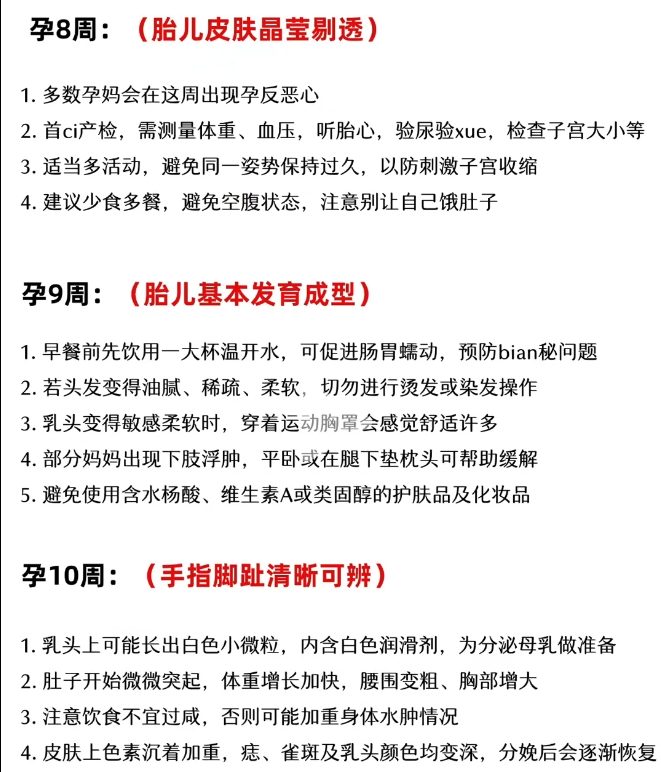 孕8周：（胎儿皮肤晶莹剔透）
1. 多数孕妈会在这周出现孕反恶心
2. 首ci产检，需测量体重、血压，听胎心，验尿验xue，检查子宫大小等
3. 适当多活动，避免同一姿势保持过久，以防刺激子宫收缩
4. 建议少食多餐，避免空腹状态，注意别让自己饿肚子
孕9周：（胎儿基本发育成型）
1. 早餐前先饮用一大杯温开水，可促进肠胃蠕动，预防bian秘问题
2. 若头发变得油腻、稀疏、柔软，切勿进行烫发或染发操作
3. 乳头变得敏感柔软时，穿着运动胸罩会感觉舒适许多
4. 部分妈妈出现下肢浮肿，平卧或在腿下垫枕头可帮助缓解
5. 避免使用含水杨酸、维生素A或类固醇的护肤品及化妆品
孕10周：（手指脚趾清晰可辨）
1. 乳头上可能长出白色小微粒，内含白色润滑剂，为分泌母乳做准备
2. 肚子开始微微突起，体重增长加快，腰围变粗、胸部增大
3. 注意饮食不宜过咸，否则可能加重身体水肿情况
4. 皮肤上色素沉着加重，痣、雀斑及乳头颜色均变深，分娩后会逐渐恢复